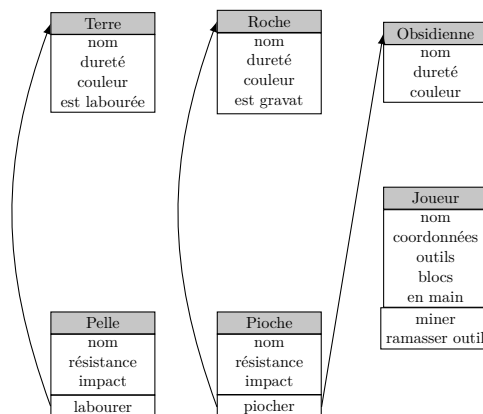 Terre
nom
dureté
couleur
est labourée
Roche
nom
dureté
couleur
est gravat
Obsidienne
nom
dureté
couleur
Joueur
nom
coordonnées
outils
blocs
en main
miner
ramasser outil
Pelle
nom
résistance
impact
labourer
Pioche
nom
résistance
impact
piocher